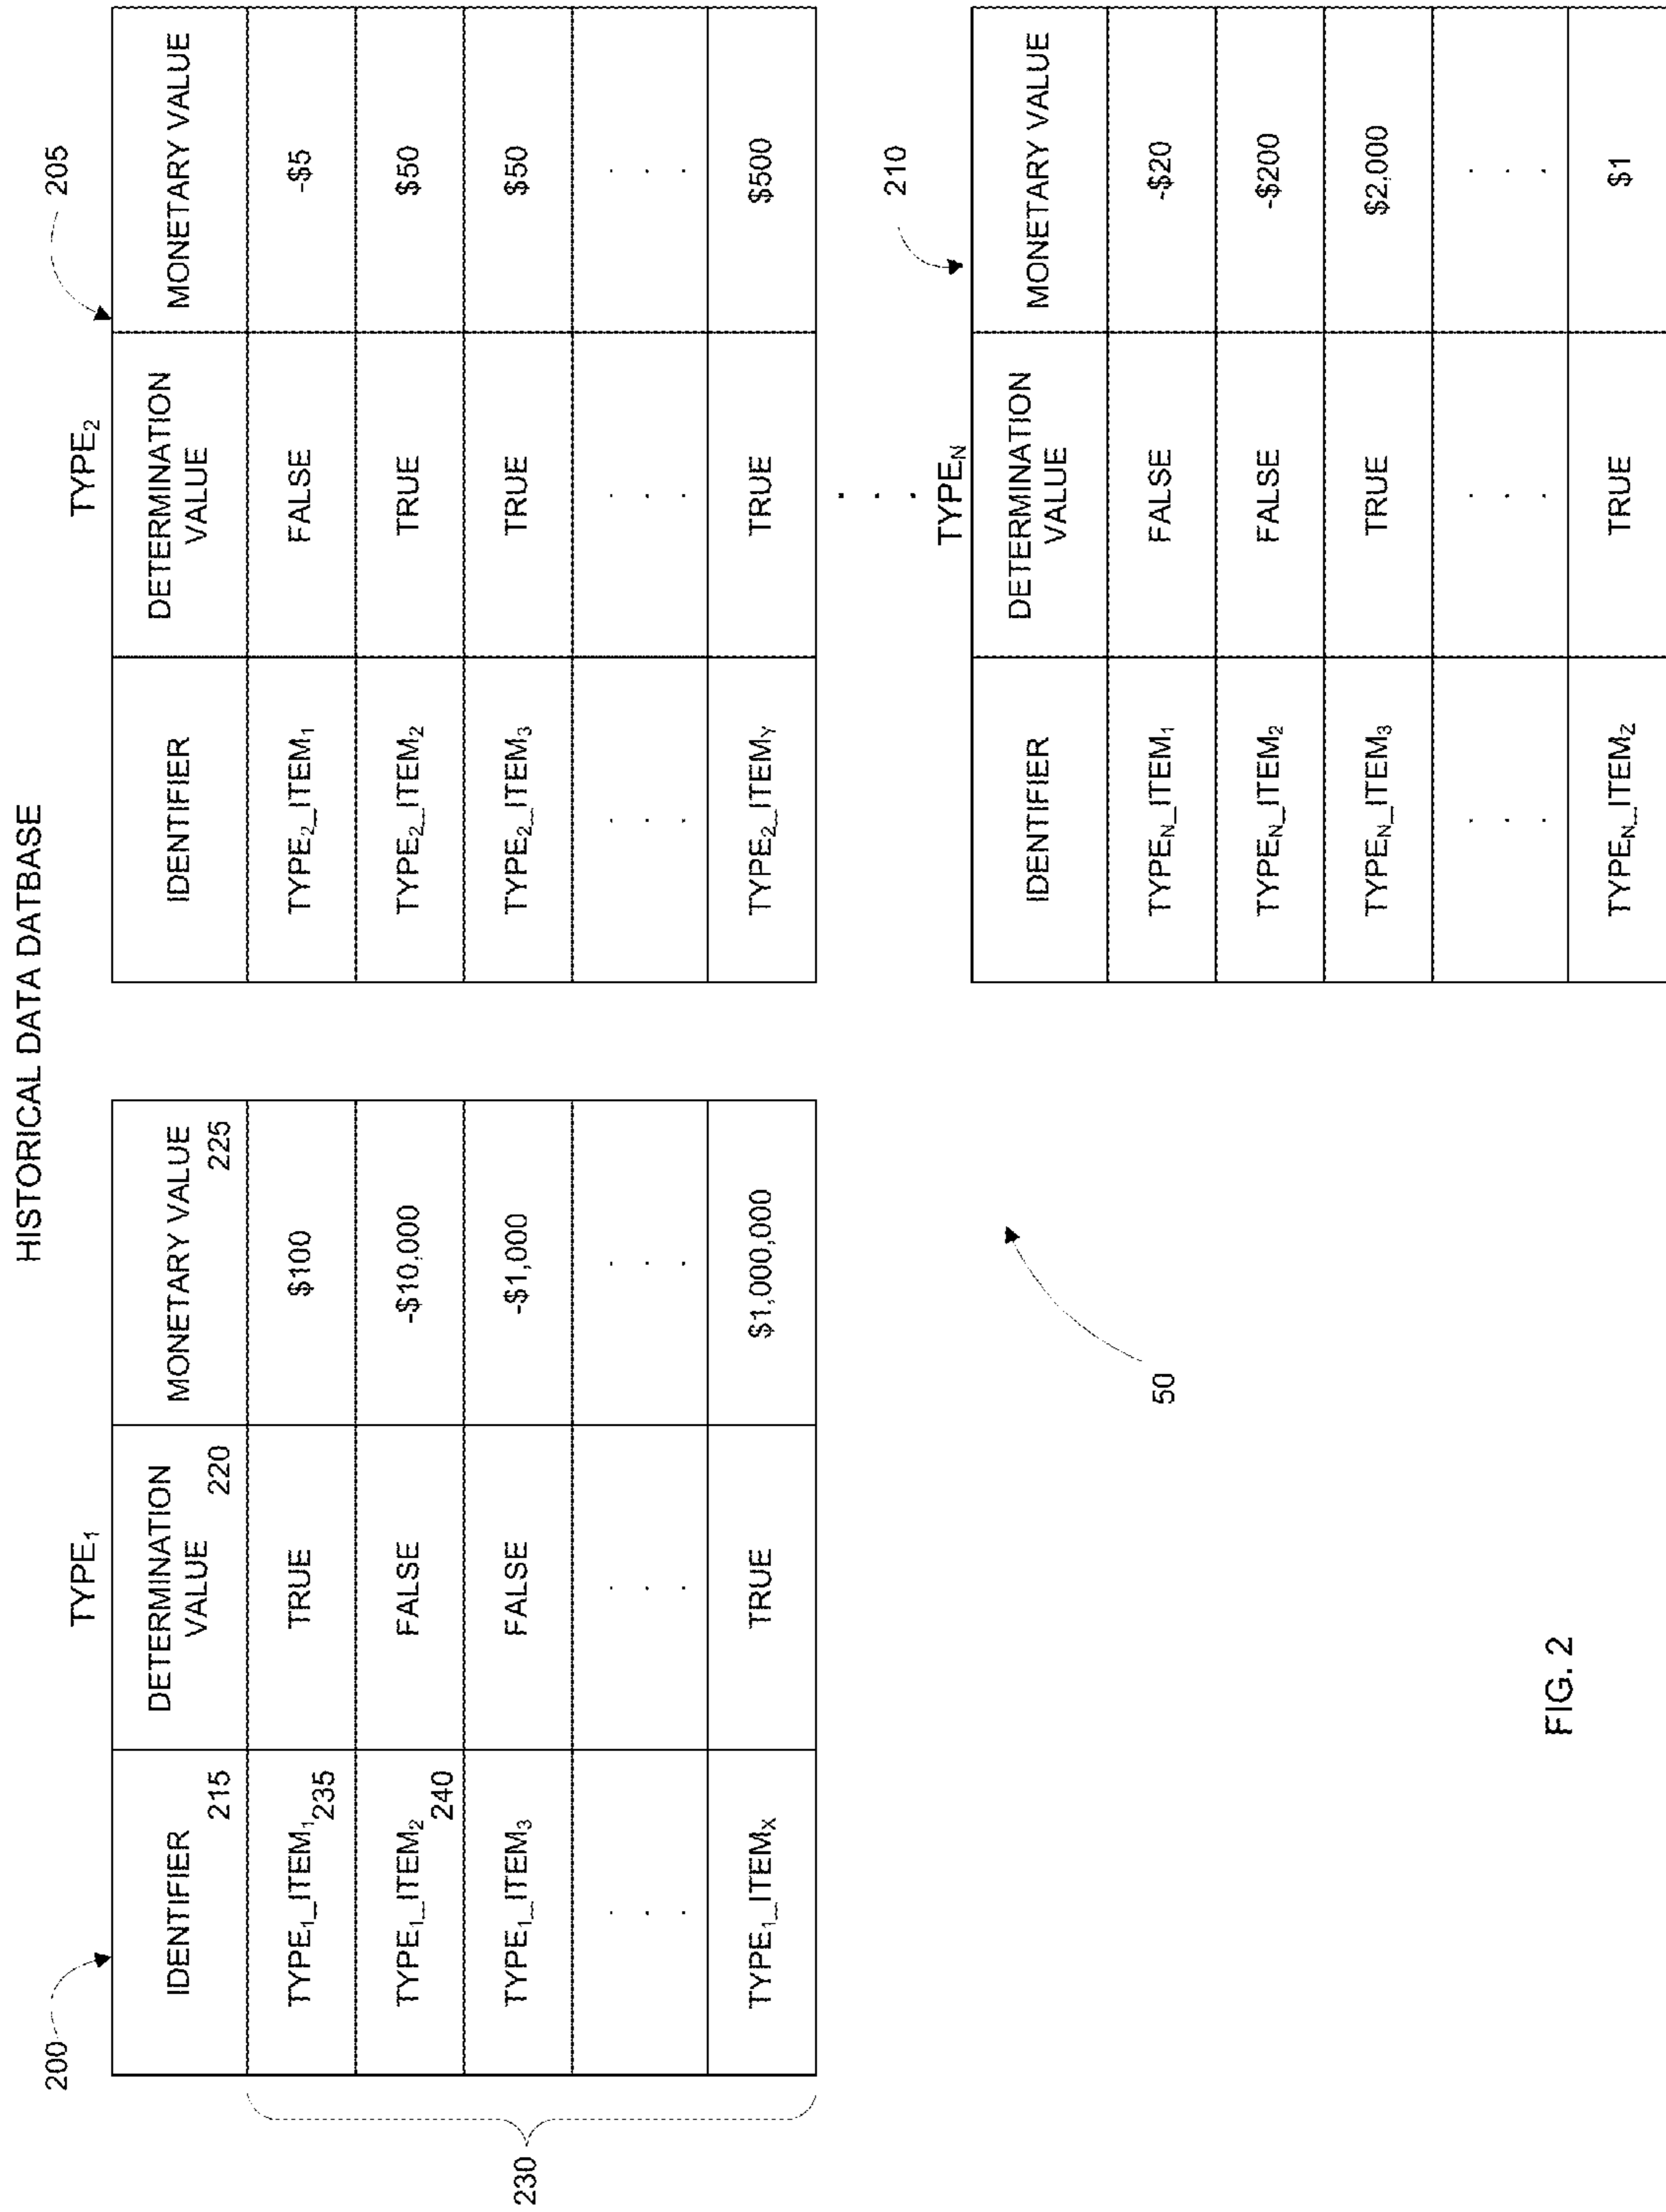 HISTORICAL DATA DATBASE
200
TYPE₁
IDENTIFIER 215
DETERMINATION VALUE 220
MONETARY VALUE 225
TYPE₁_ITEM₁ 235 TRUE $100
TYPE₁_ITEM₂ 240 FALSE -$10,000
TYPE₁_ITEM₃ FALSE -$1,000
. . . . . . . . .
TYPE₁_ITEMₓ TRUE $1,000,000
230
TYPE₂
205
IDENTIFIER
DETERMINATION VALUE
MONETARY VALUE
TYPE₂_ITEM₁ FALSE -$5
TYPE₂_ITEM₂ TRUE $50
TYPE₂_ITEM₃ TRUE $50
. . . . . . . . .
TYPE₂_ITEMY TRUE $500
. . .
TYPEN
210
IDENTIFIER
DETERMINATION VALUE
MONETARY VALUE
TYPEN_ITEM₁ FALSE -$20
TYPEN_ITEM₂ FALSE -$200
TYPEN_ITEM₃ TRUE $2,000
. . . . . . . . .
TYPEN_ITEMZ TRUE $1
50
FIG. 2